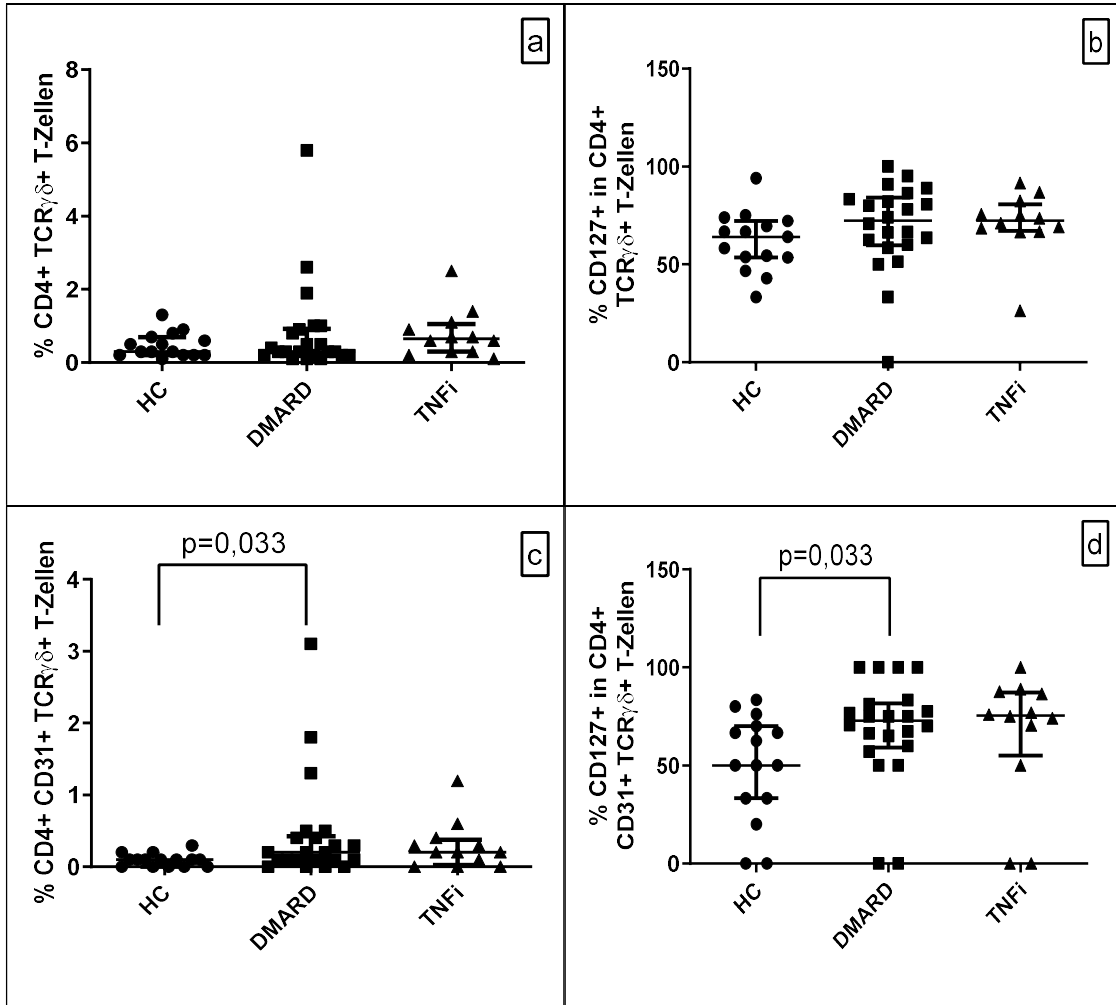 a
% CD4+ TCRγδ+ T-Zellen
8
6
4
2
0
HC
DMARD
TNFi
b
% CD127+ in CD4+
TCRγδ+ T-Zellen
150
100
50
0
HC
DMARD
TNFi
c
p=0,033
% CD4+ CD31+ TCRγδ+ T-Zellen
4
3
2
1
0
HC
DMARD
TNFi
d
p=0,033
% CD127+ in CD4+
CD31+ TCRγδ+ T-Zellen
150
100
50
0
HC
DMARD
TNFi